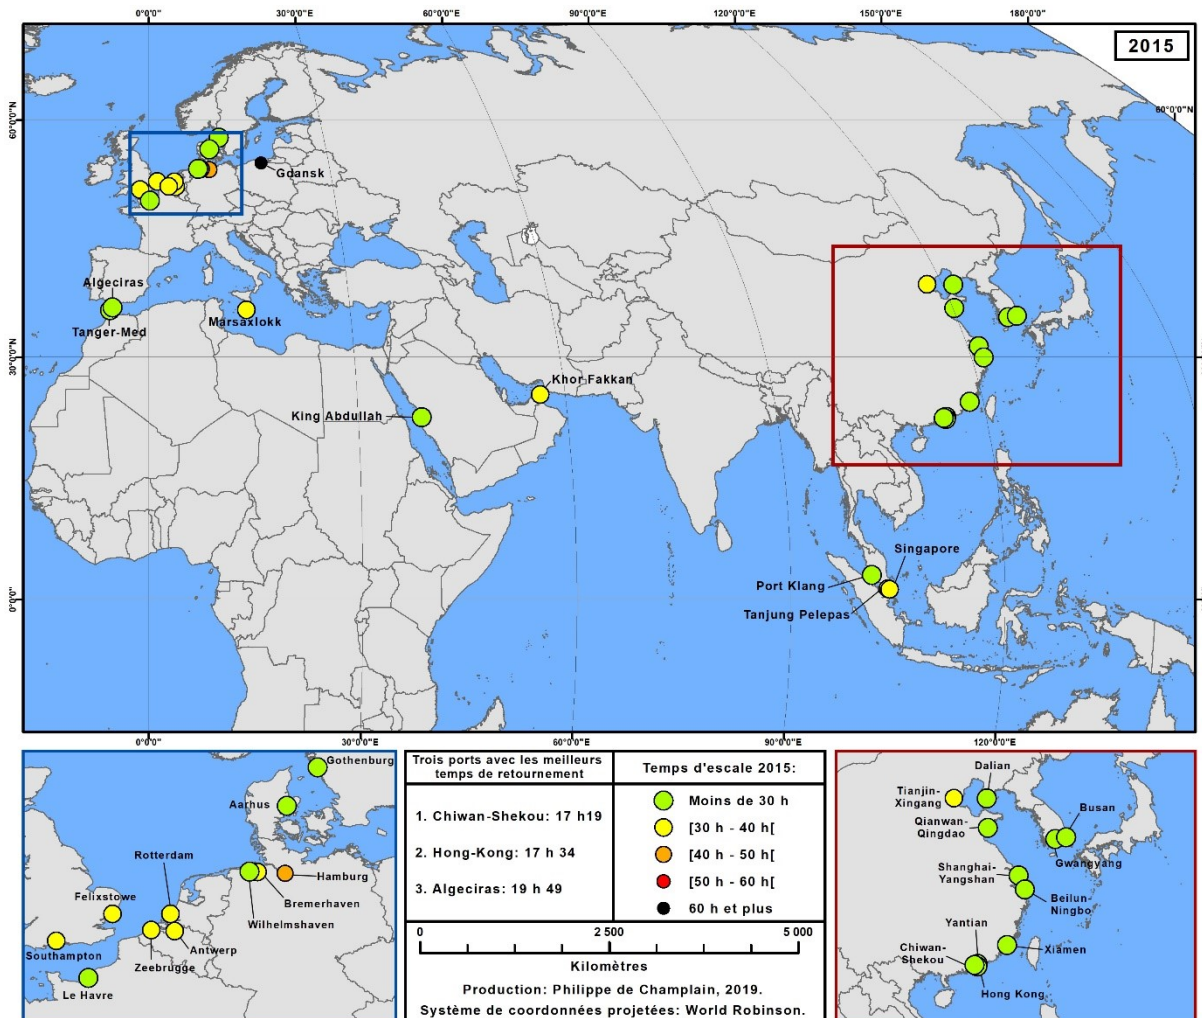 0°0'0"
30°0'0"E
60°0'0"E
90°0'0"E
120°0'0"E
150°0'0"E
180°0'0"E
2015
60°0'0"N
60°0'0"N
Gdansk
Algeciras
Tanger-Med
Marsaxlokk
30°0'0"N
Khor Fakkan
King Abdullah
Singapore
Port Klang
Tanjung Pelepas
0°0'0"
0°0'0"E
30°0'0"E
60°0'0"E
90°0'0"E
120°0'0"E
Gothenburg
Aarhus
Rotterdam
Hamburg
Felixstowe
Bremerhaven
Wilhelmshaven
Southampton
Antwerp
Zeebrugge
Le Havre
Trois ports avec les meilleurs
temps de retournement
1. Chiwan-Shekou: 17 h19
2. Hong-Kong: 17 h 34
3. Algeciras: 19 h 49
Temps d'escale 2015:
Moins de 30 h
[30 h - 40 h[
[40 h - 50 h[
[50 h - 60 h[
60 h et plus
0
2 500
5 000
Kilomètres
Production: Philippe de Champlain, 2019.
Système de coordonnées projetées: World Robinson.
Dalian
Tianjin-
Xingang
Busan
Qianwan-
Qingdao
Gwangyang
Shanghai-
Yangshan
Beilun-
Ningbo
Yantian
Chiwan-
Shekou
Xiamen
Hong Kong